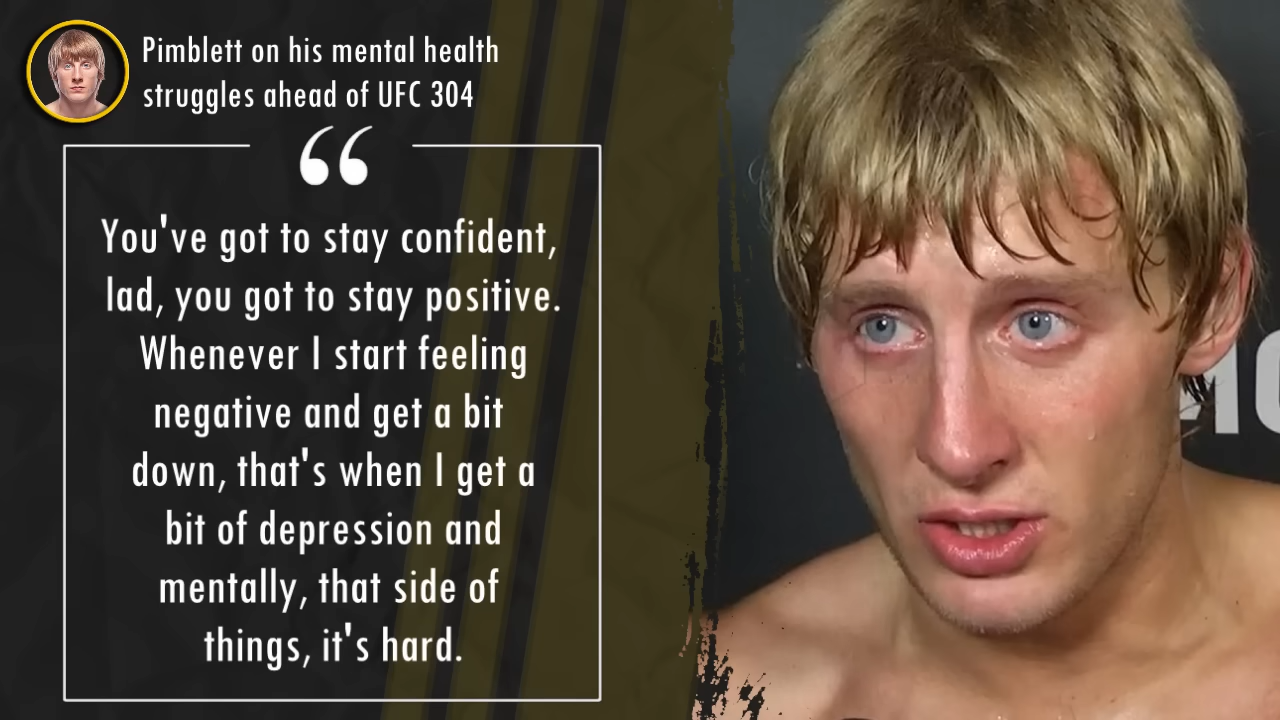 Pimblett on his mental health
struggles ahead of UFC 304
“
You've got to stay confident,
lad, you got to stay positive.
Whenever I start feeling
negative and get a bit
down, that's when I get a
bit of depression and
mentally, that side of
things, it's hard.